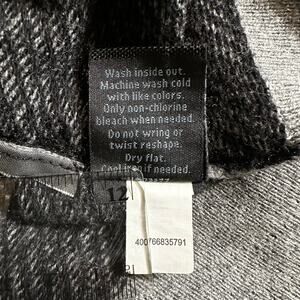 Wash inside out.
Machine wash cold
with like colors.
Only non-chlorine
bleach when needed.
Do not wring or
twist reshape.
Dry flat.
Cool iron if needed.
12
400766835791